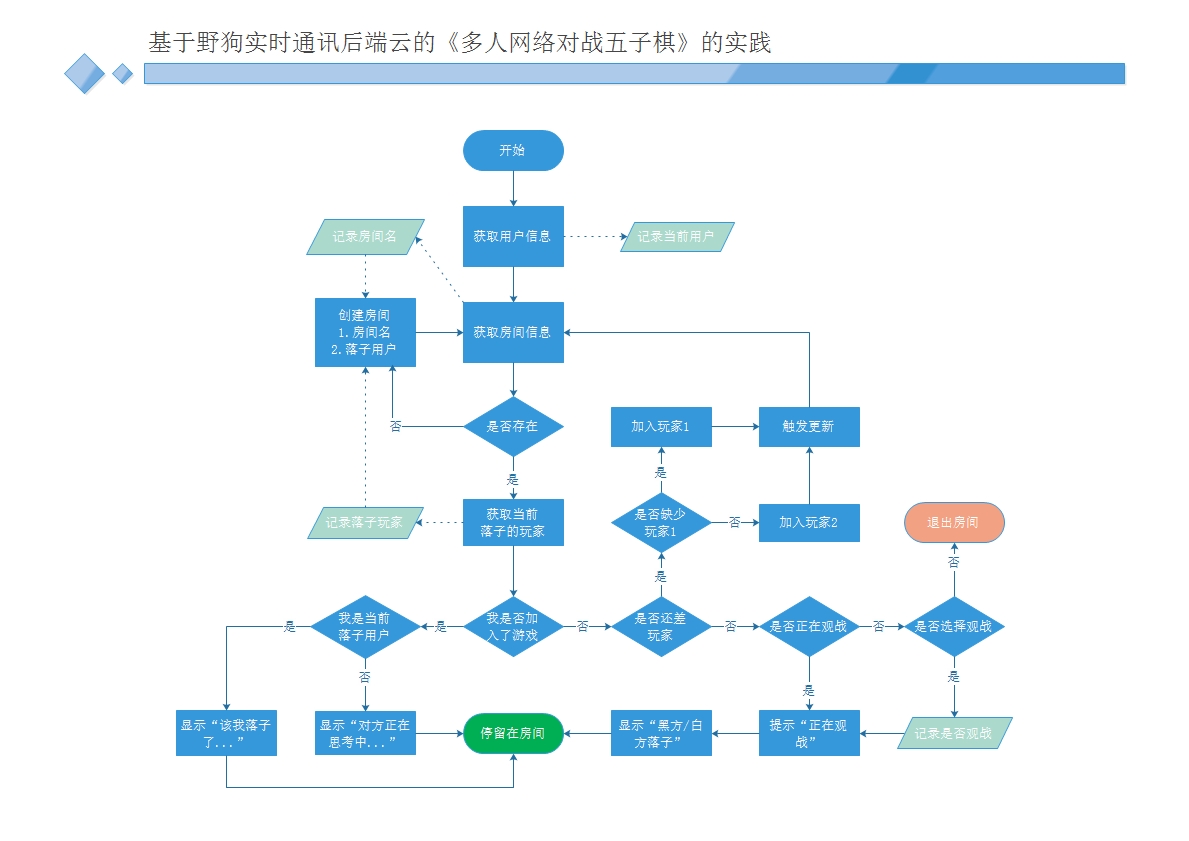 基于野狗实时通讯后端云的《多人网络对战五子棋》的实践
开始
获取用户信息
记录房间名
记录当前用户
创建房间
1.房间名
2.落子用户
获取房间信息
是否存在
否
是
加入玩家1
触发更新
是
获取当前
落子的玩家
记录落子玩家
是否缺少
玩家1
否
加入玩家2
退出房间
是
否
我是当前
落子用户
是
是
我是否加
入了游戏
否
是否还差
玩家
否
是否正在观战
否
是否选择观战
否
是
是
显示“该我落子
了...”
显示“对方正在
思考中...”
停留在房间
显示“黑方/白
方落子”
提示“正在观
战”
记录是否观战